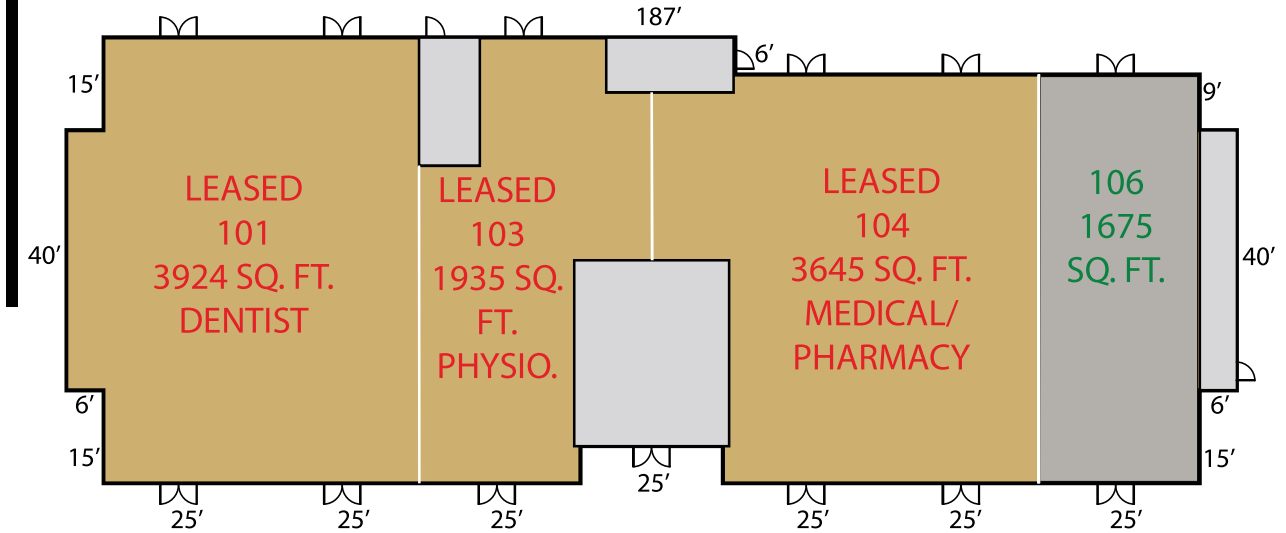 187’
6’
15’
9’
LEASED
101
3924 SQ. FT.
DENTIST
LEASED
103
1935 SQ.
FT.
PHYSIO.
LEASED
104
3645 SQ. FT.
MEDICAL/
PHARMACY
106
1675
SQ. FT.
40’
40’
6’
6’
15’
15’
25’
25’
25’
25’
25’
25’
25’